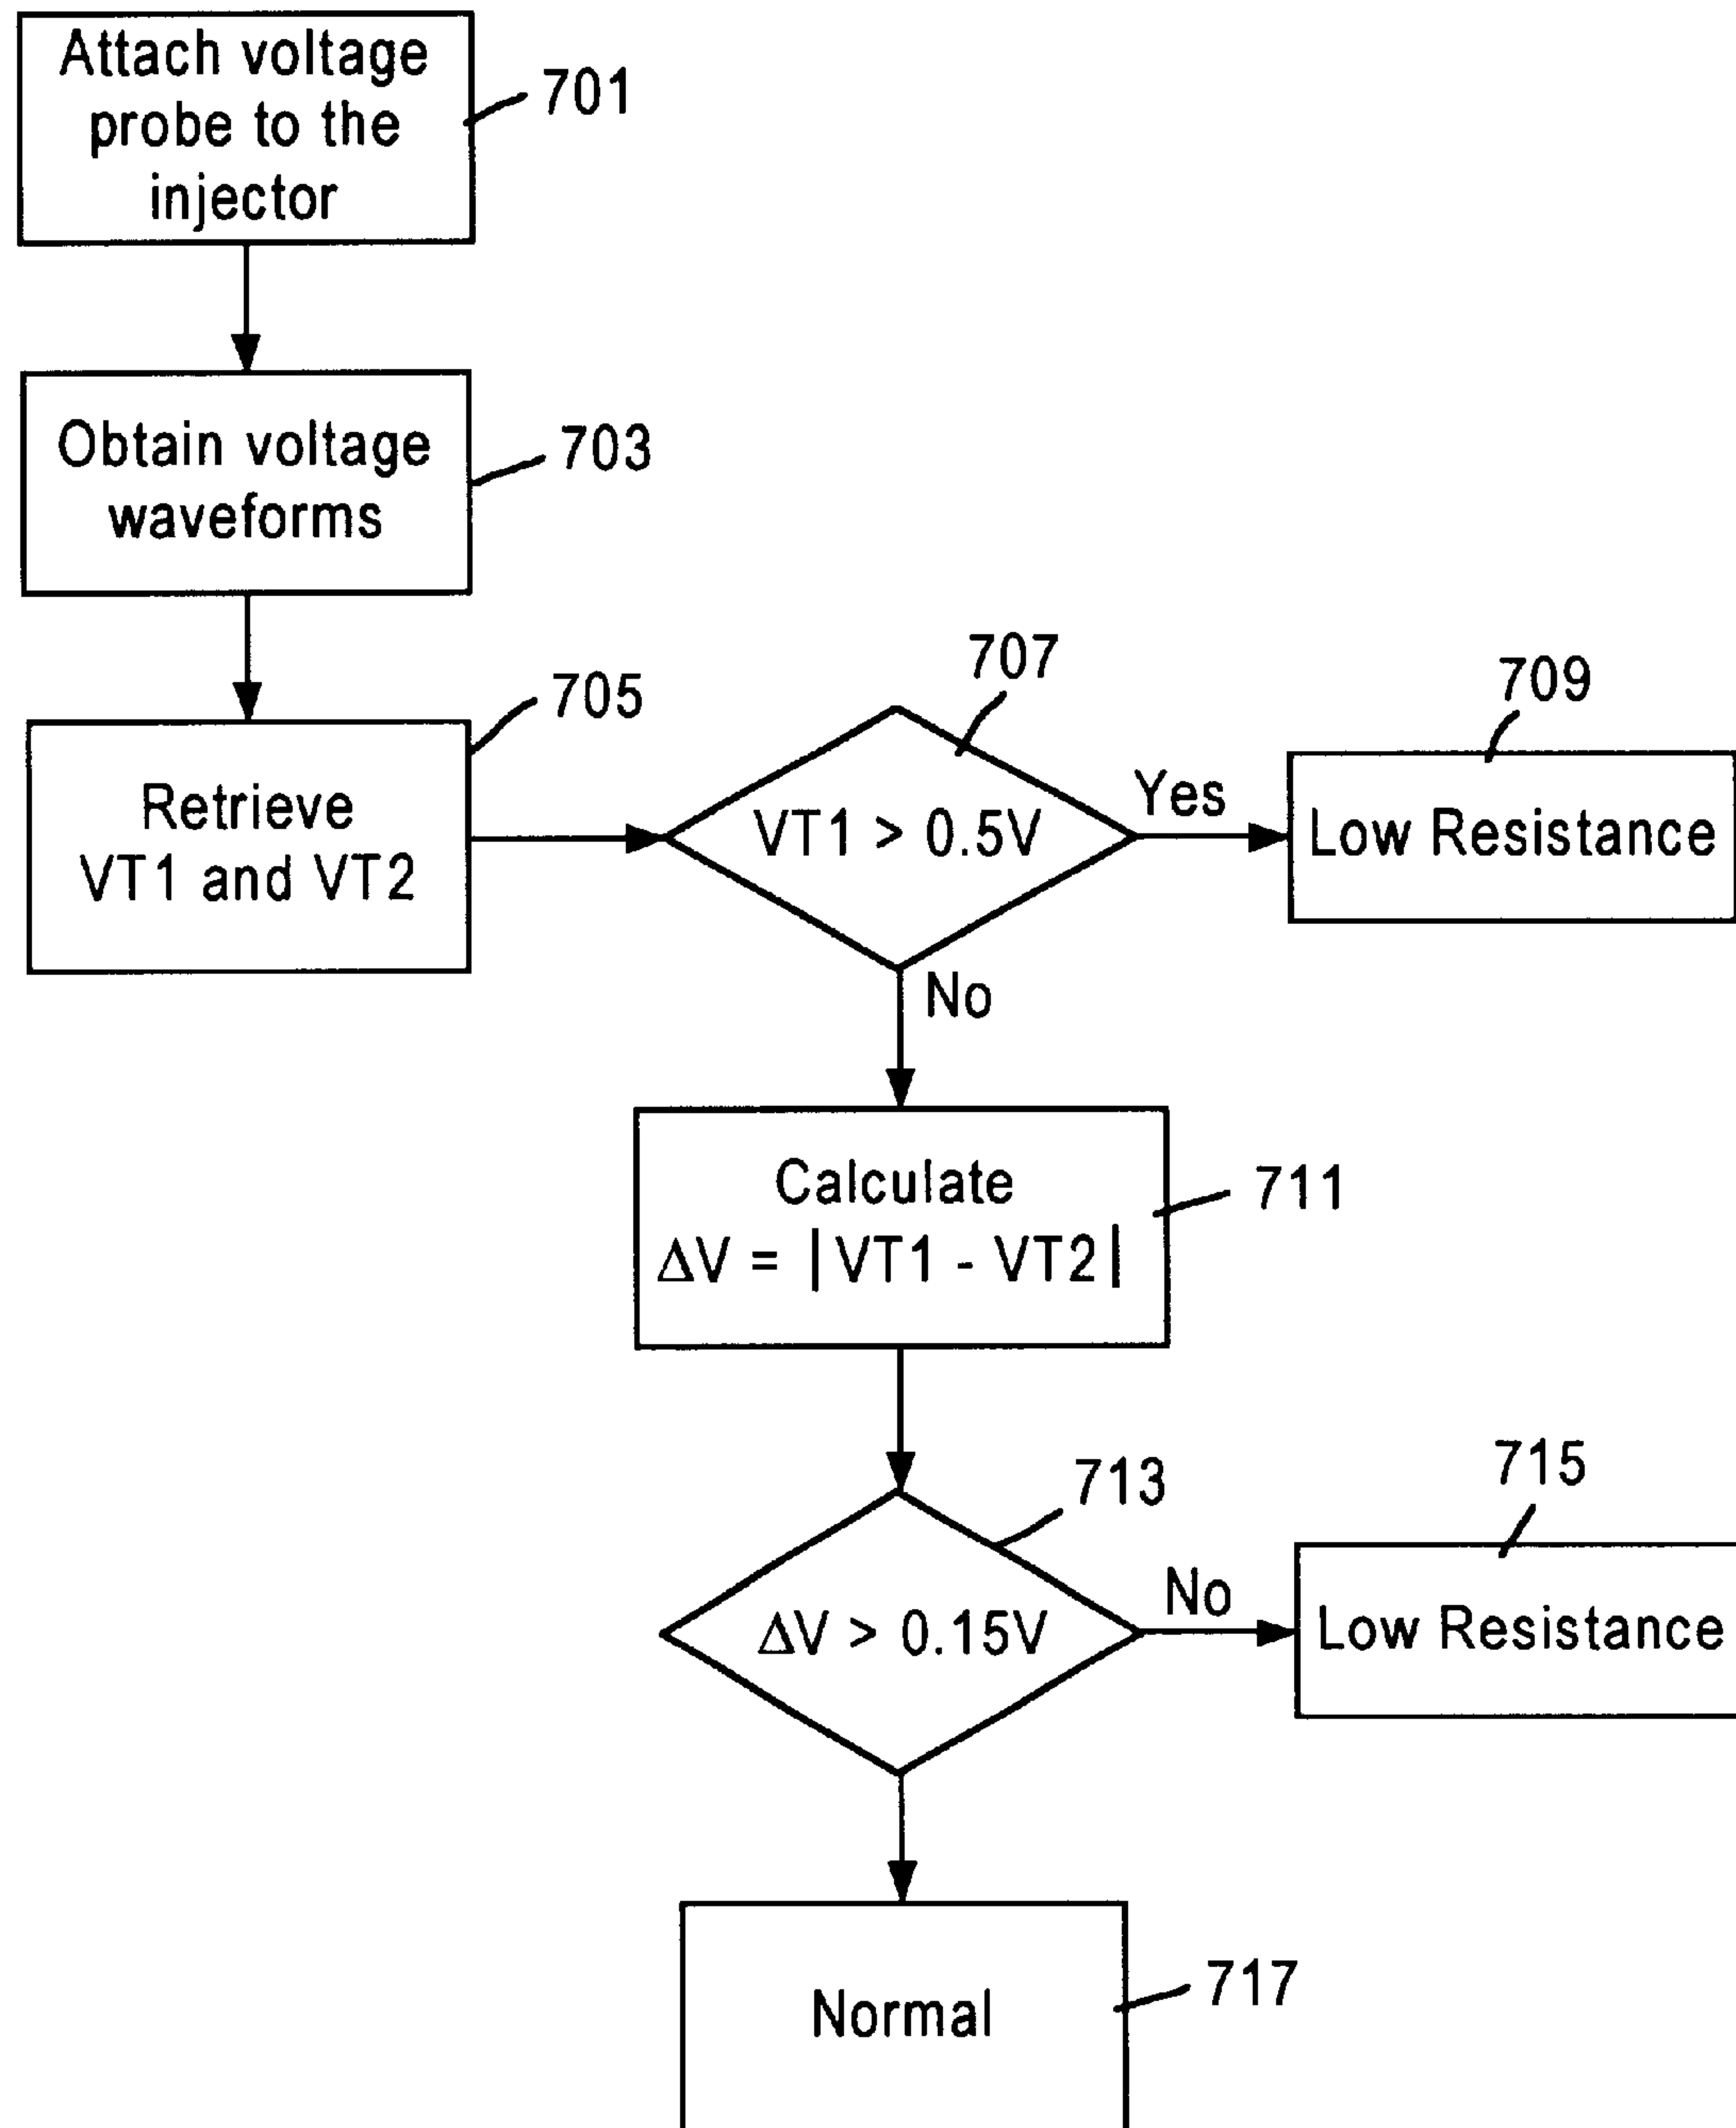 Attach voltage
probe to the
injector
701
Obtain voltage
waveforms
703
Retrieve
VT1 and VT2
705
VT1 > 0.5V
707
Yes
Low Resistance
709
No
Calculate
ΔV = |VT1 - VT2|
711
ΔV > 0.15V
713
No
Low Resistance
715
Normal
717